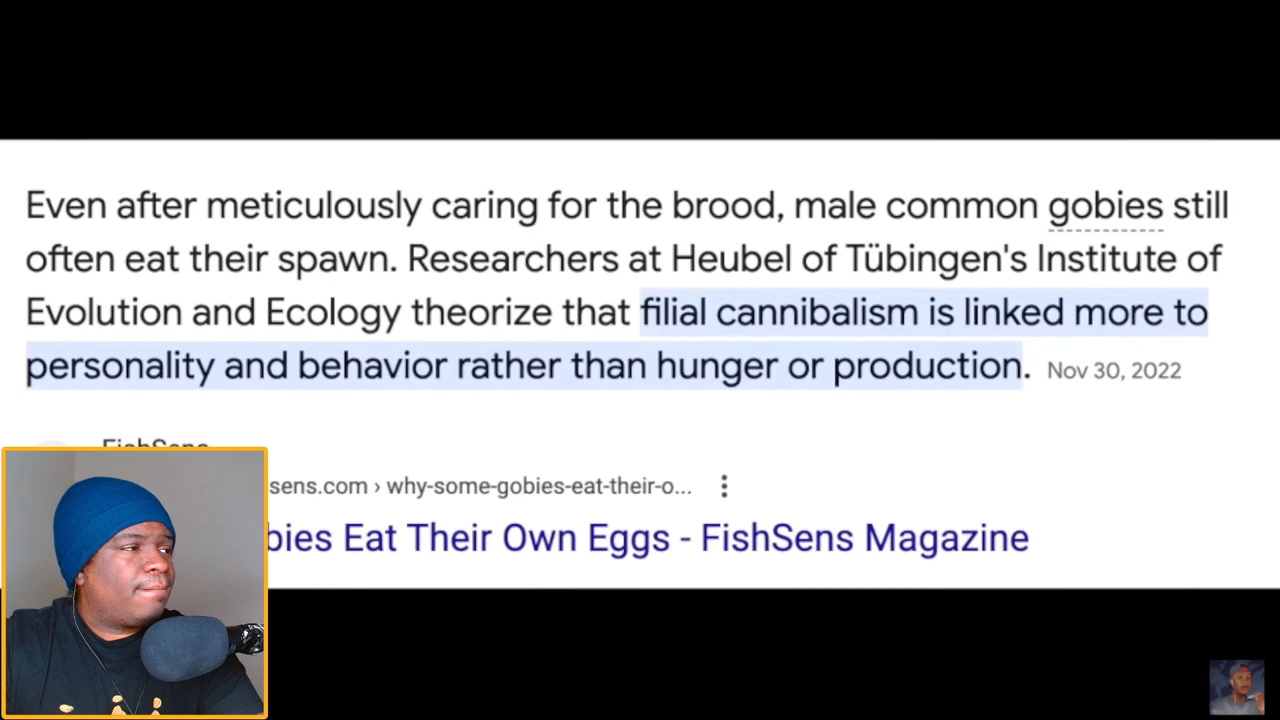 Even after meticulously caring for the brood, male common gobies still
often eat their spawn. Researchers at Heubel of Tübingen's Institute of
Evolution and Ecology theorize that filial cannibalism is linked more to
personality and behavior rather than hunger or production. Nov 30, 2022
FishSens
sens.com › why-some-gobies-eat-their-o...
bies Eat Their Own Eggs - FishSens Magazine